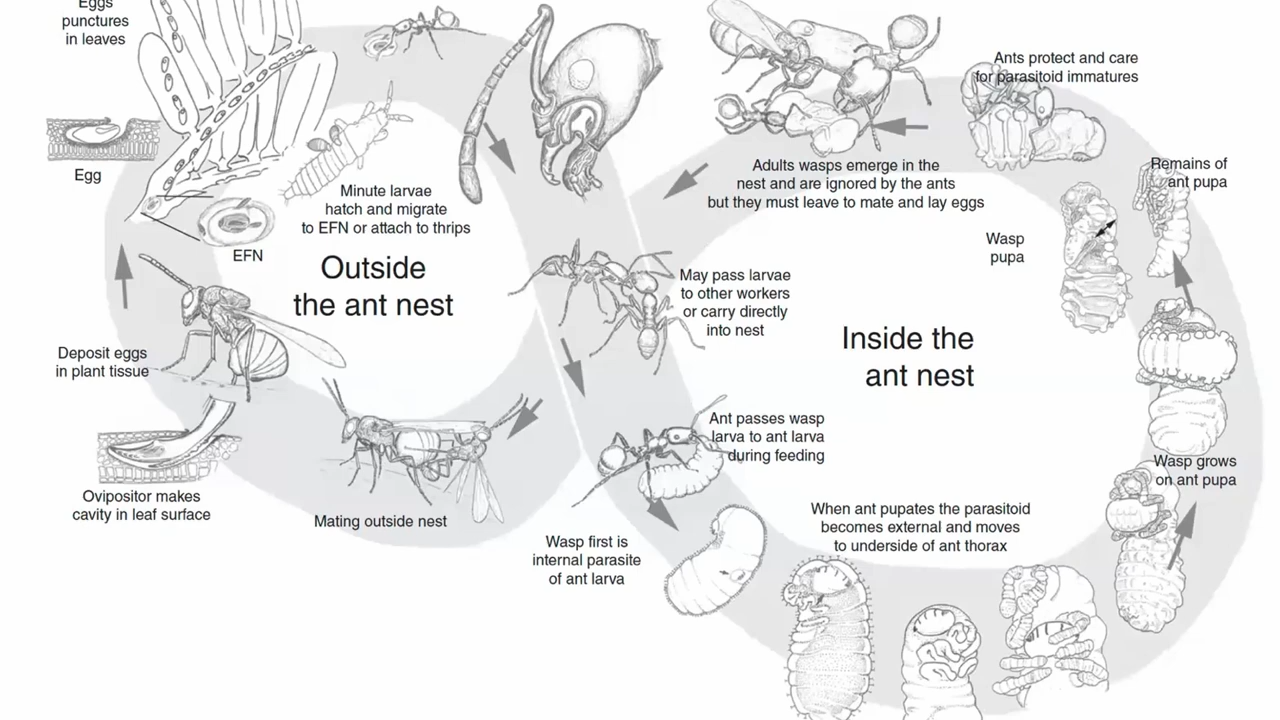 Eggs
punctures
in leaves
Egg
EFN
Minute larvae
hatch and migrate
to EFN or attach to thrips
Outside
the ant nest
Deposit eggs
in plant tissue
Ovipositor makes
cavity in leaf surface
Mating outside nest
Adults wasps emerge in the
nest and are ignored by the ants
but they must leave to mate and lay eggs
Ants protect and care
for parasitoid immatures
Remains of
ant pupa
Wasp
pupa
May pass larvae
to other workers
or carry directly
into nest
Inside the
ant nest
Ant passes wasp
larva to ant larva
during feeding
Wasp grows
on ant pupa
When ant pupates the parasitoid
becomes external and moves
to underside of ant thorax
Wasp first is
internal parasite
of ant larva